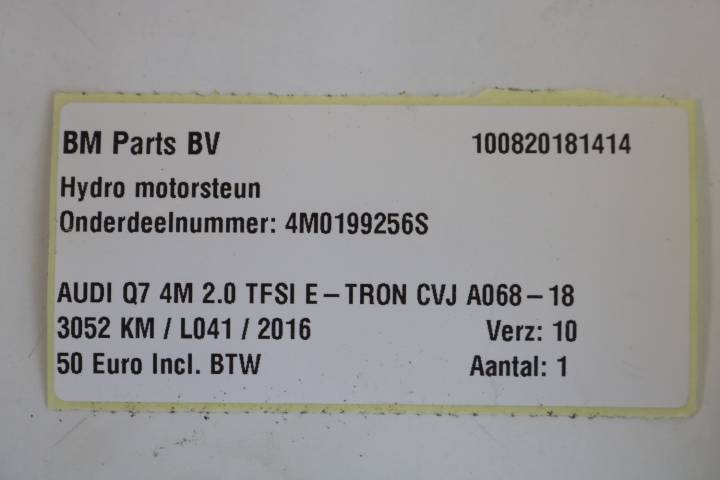 BM Parts BV 100820181414
Hydro motorsteun
Onderdeelnummer: 4M0199256S
AUDI Q7 4M 2.0 TFSI E-TRON CVJ A068-18
3052 KM / L041 / 2016 Verz: 10
50 Euro Incl. BTW Aantal: 1